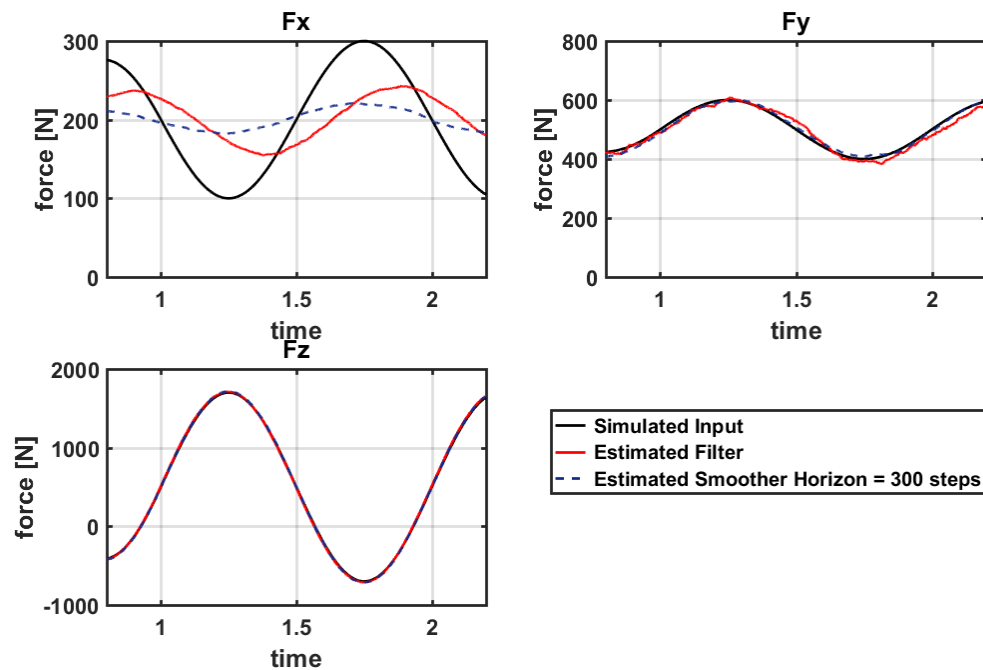 Fx
300
200
100
0
force [N]
1
1.5
2
time
Fy
800
600
400
200
0
force [N]
1
1.5
2
time
Fz
2000
1000
0
-1000
force [N]
1
1.5
2
time
Simulated Input
Estimated Filter
Estimated Smoother Horizon = 300 steps